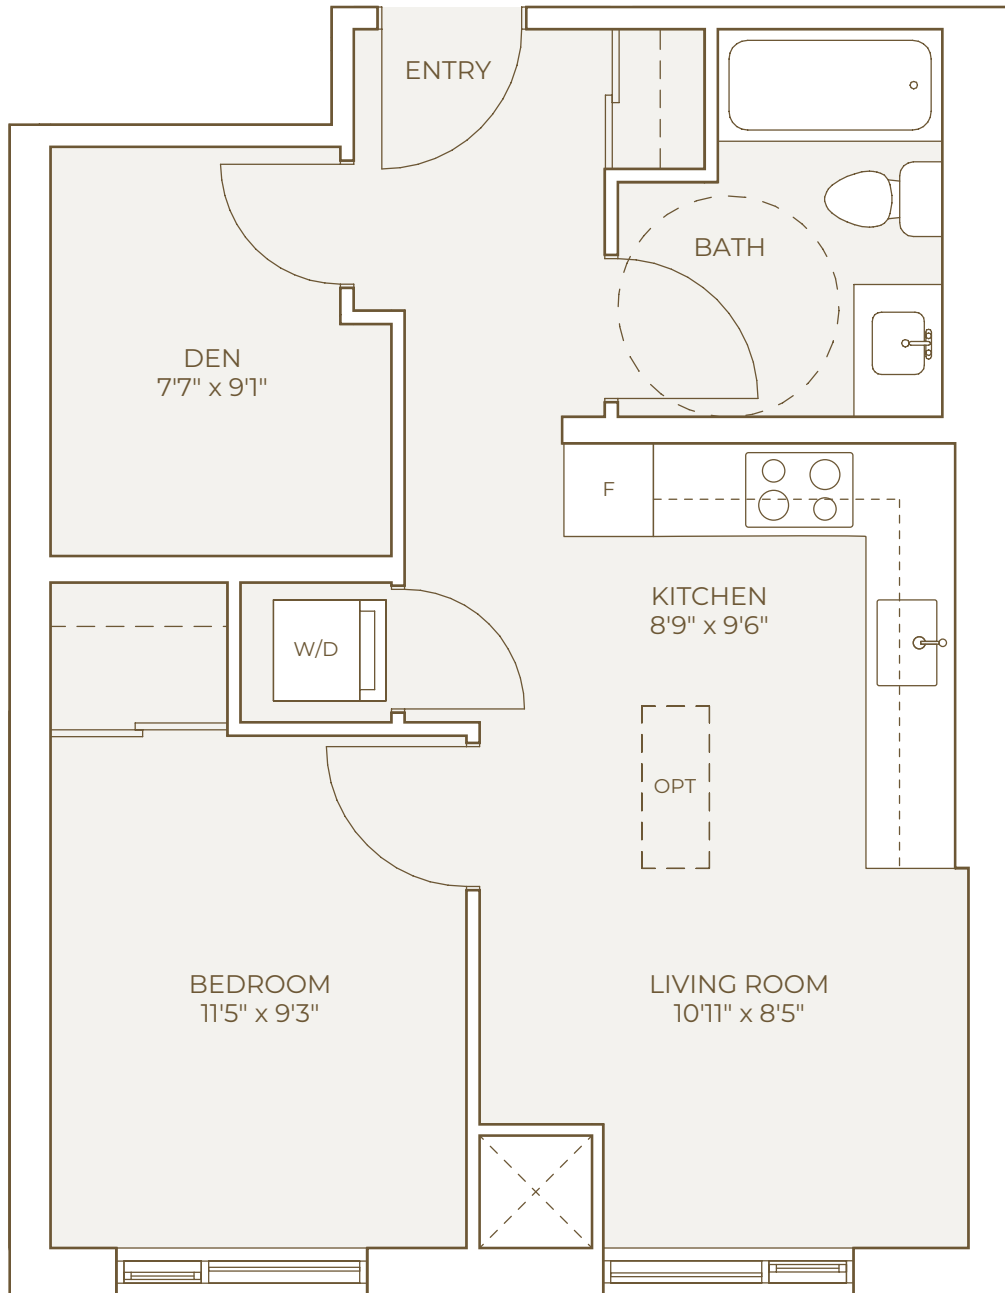 ENTRY
BATH
DEN
7'7" x 9'1"
F
KITCHEN
8'9" x 9'6"
W/D
OPT
BEDROOM
11'5" x 9'3"
LIVING ROOM
10'11" x 8'5"